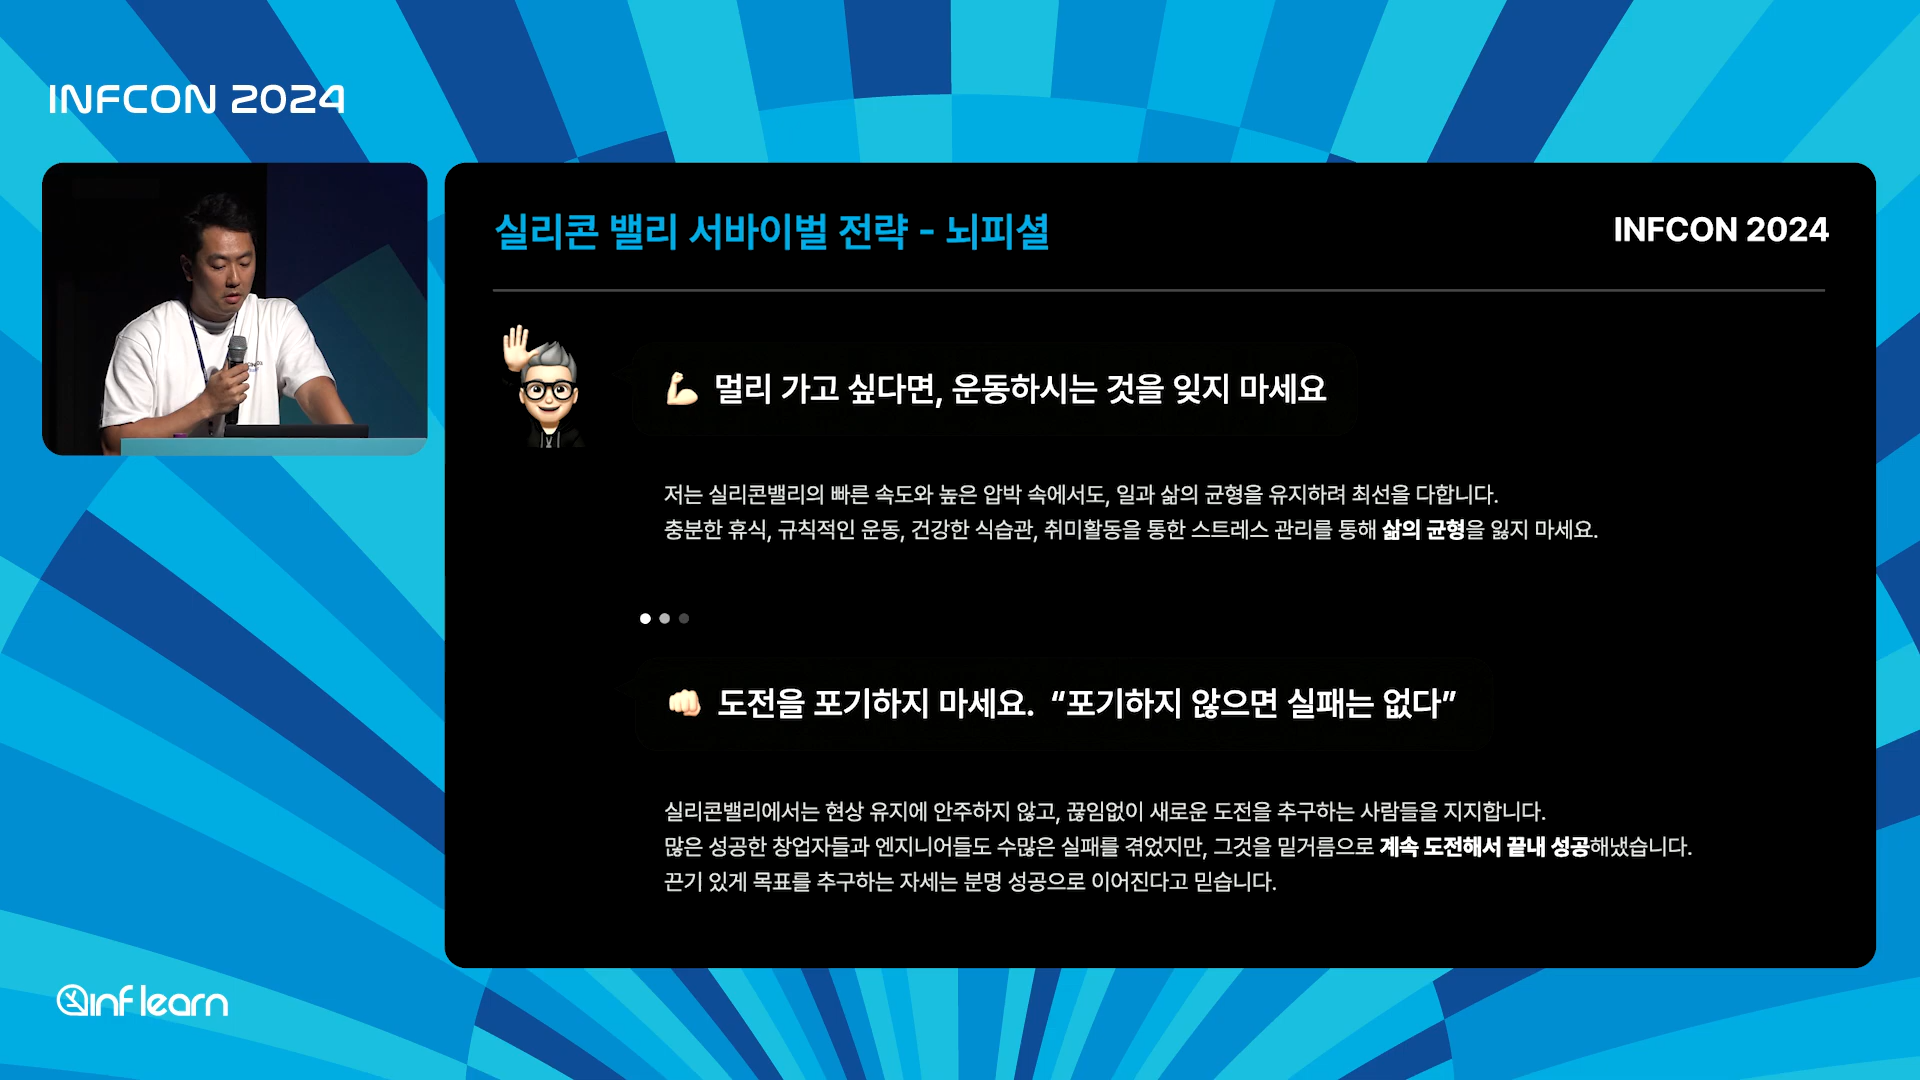 INFCON 2024
실리콘 밸리 서바이벌 전략 - 뇌피셜
INFCON 2024
멀리 가고 싶다면, 운동하시는 것을 잊지 마세요
저는 실리콘밸리의 빠른 속도와 높은 압박 속에서도, 일과 삶의 균형을 유지하려 최선을 다합니다.
충분한 휴식, 규칙적인 운동, 건강한 식습관, 취미활동을 통한 스트레스 관리를 통해 삶의 균형을 잃지 마세요.
도전을 포기하지 마세요. “포기하지 않으면 실패는 없다”
실리콘밸리에서는 현상 유지에 안주하지 않고, 끊임없이 새로운 도전을 추구하는 사람들을 지지합니다.
많은 성공한 창업자들과 엔지니어들도 수많은 실패를 겪었지만, 그것을 밑거름으로 계속 도전해서 끝내 성공해냈습니다.
끈기 있게 목표를 추구하는 자세는 분명 성공으로 이어진다고 믿습니다.
inflearn